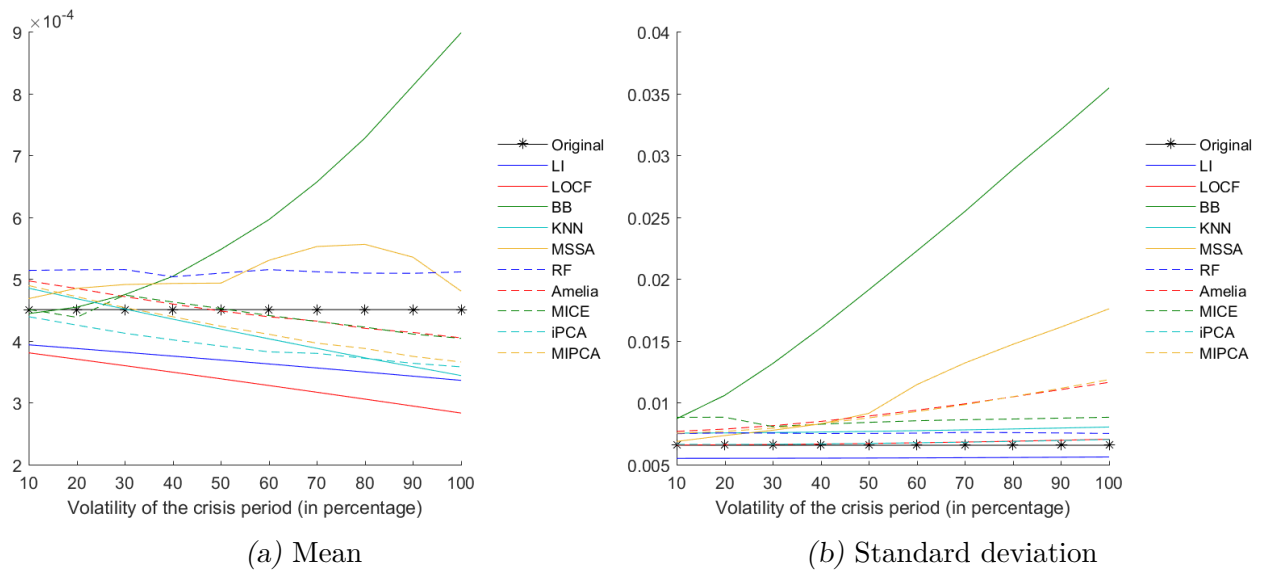 ×10⁻⁴
9
8
7
6
5
4
3
2
10 20 30 40 50 60 70 80 90 100
Volatility of the crisis period (in percentage)
Original
LI
LOCF
BB
KNN
MSSA
RF
Amelia
MICE
iPCA
MIPCA
(a) Mean
0.04
0.035
0.03
0.025
0.02
0.015
0.01
0.005
10 20 30 40 50 60 70 80 90 100
Volatility of the crisis period (in percentage)
Original
LI
LOCF
BB
KNN
MSSA
RF
Amelia
MICE
iPCA
MIPCA
(b) Standard deviation